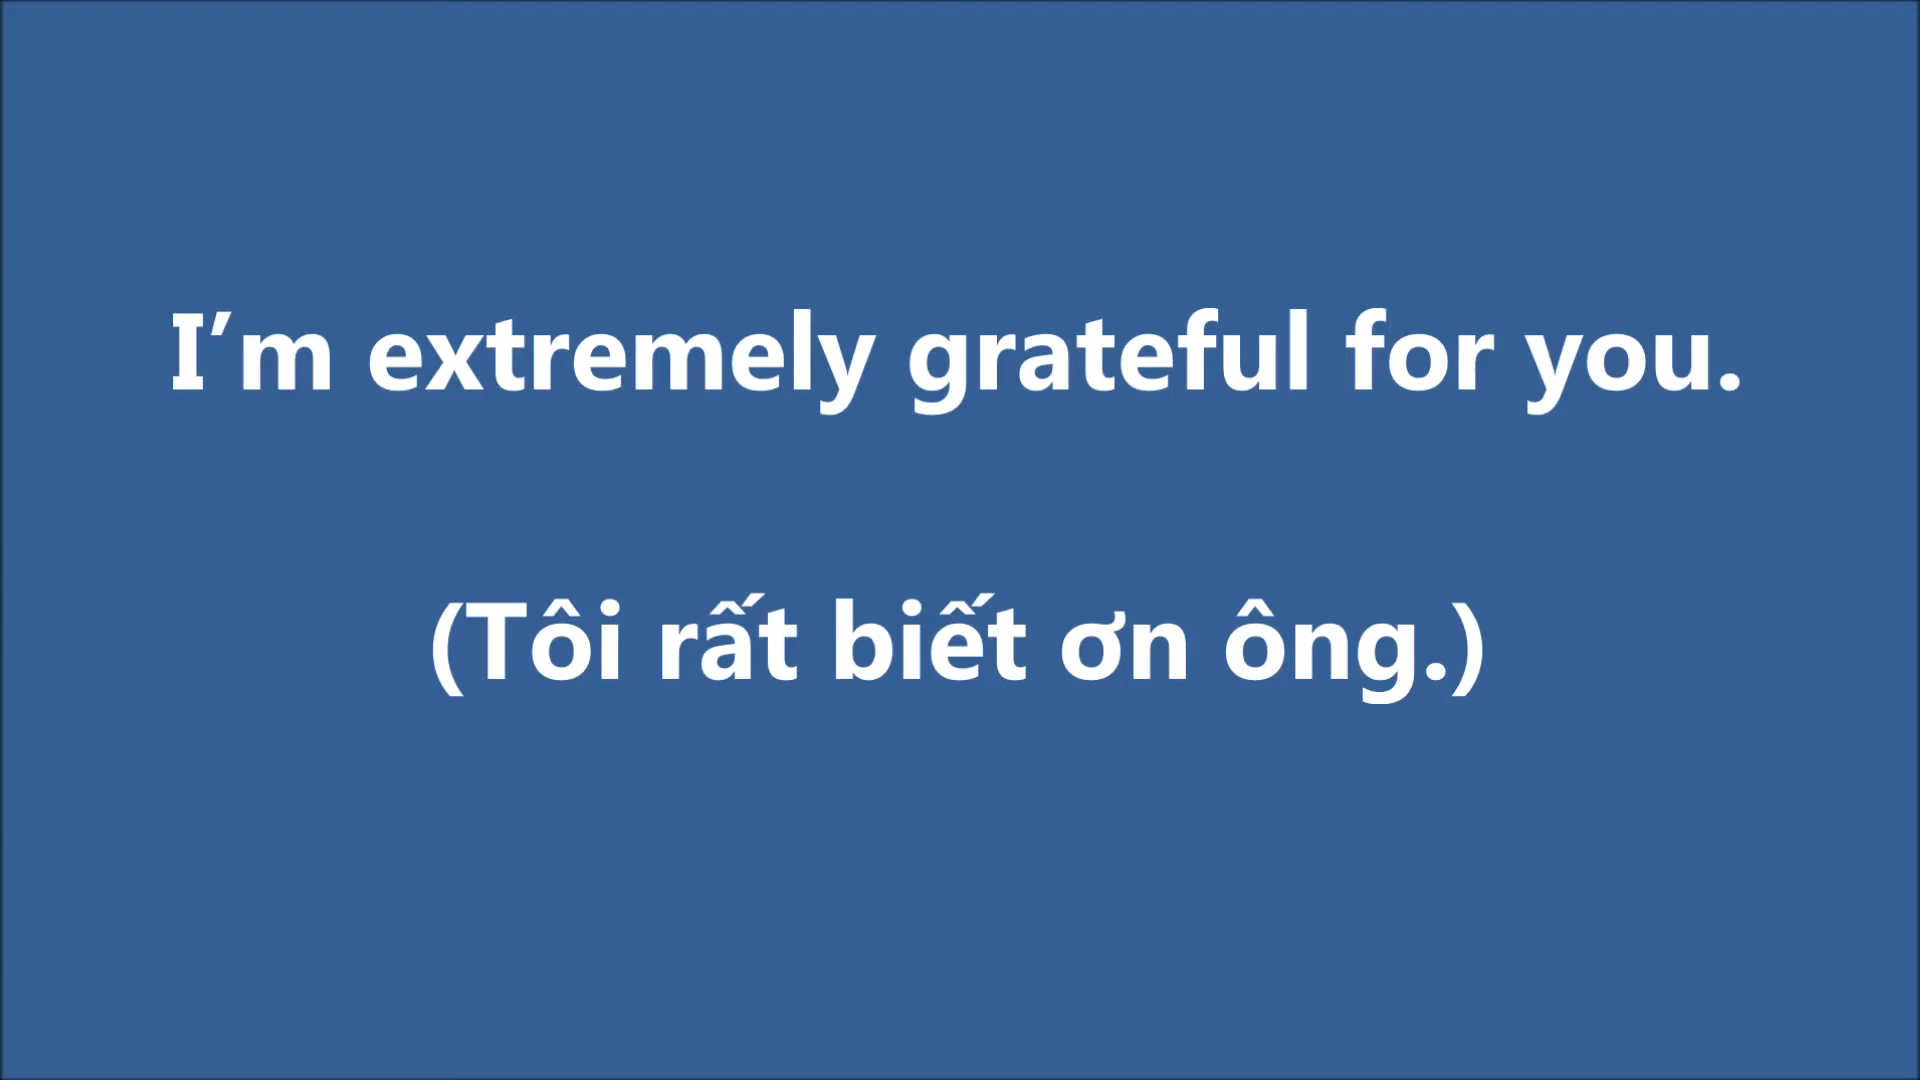 I’m extremely grateful for you.
(Tôi rất biết ơn ông.)